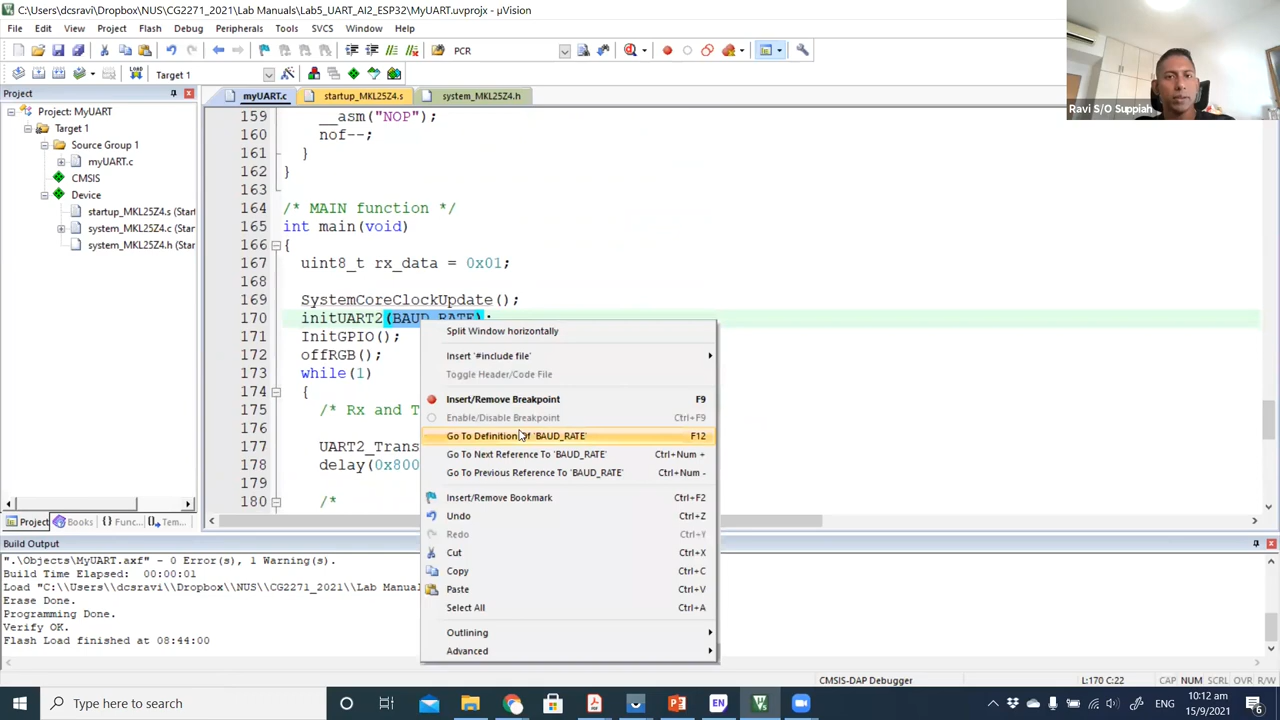 C:\Users\dcsravi\Dropbox\NUS\CG2271_2021\Lab Manuals\Lab5_UART_AI2_ESP32\MyUART.uvprojx - µVision
File Edit View Project Flash Debug Peripherals Tools SVCS Window Help
PCR
Target 1
Ravi S/O Suppiah
Project
myUART.c startup_MKL25Z4.s system_MKL25Z4.h
Project: MyUART
Target 1
Source Group 1
myUART.c
CMSIS
Device
startup_MKL25Z4.s (Star
system_MKL25Z4.c (Star
system_MKL25Z4.h (Star
159 __asm("NOP");
160 nof--;
161 }
162 }
163
164 /* MAIN function */
165 int main(void)
166 {
167 uint8_t rx_data = 0x01;
168
169 SystemCoreClockUpdate();
170 initUART2(BAUD_RATE);
171 InitGPIO();
172 offRGB();
173 while(1)
174 {
175 /* Rx and T
176
177 UART2_Trans
178 delay(0x800
179
180 /*
Split Window horizontally
Insert '#include file'
Toggle Header/Code File
Insert/Remove Breakpoint F9
Enable/Disable Breakpoint Ctrl+F9
Go To Definition Of 'BAUD_RATE' F12
Go To Next Reference To 'BAUD_RATE' Ctrl+Num +
Go To Previous Reference To 'BAUD_RATE' Ctrl+Num -
Insert/Remove Bookmark Ctrl+F2
Undo Ctrl+Z
Redo Ctrl+Y
Cut Ctrl+X
Copy Ctrl+C
Paste Ctrl+V
Select All Ctrl+A
Outlining
Advanced
Project Books {} Func... Tem...
Build Output
".\Objects\MyUART.axf" - 0 Error(s), 1 Warning(s).
Build Time Elapsed: 00:00:01
Load "C:\\Users\\dcsravi\\Dropbox\\NUS\\CG2271_2021\\Lab Manual
Erase Done.
Programming Done.
Verify OK.
Flash Load finished at 08:44:00
CMSIS-DAP Debugger L:170 C:22 CAP NUM SCRL OVR R/W
Type here to search
EN
ENG
10:12 am
15/9/2021
6